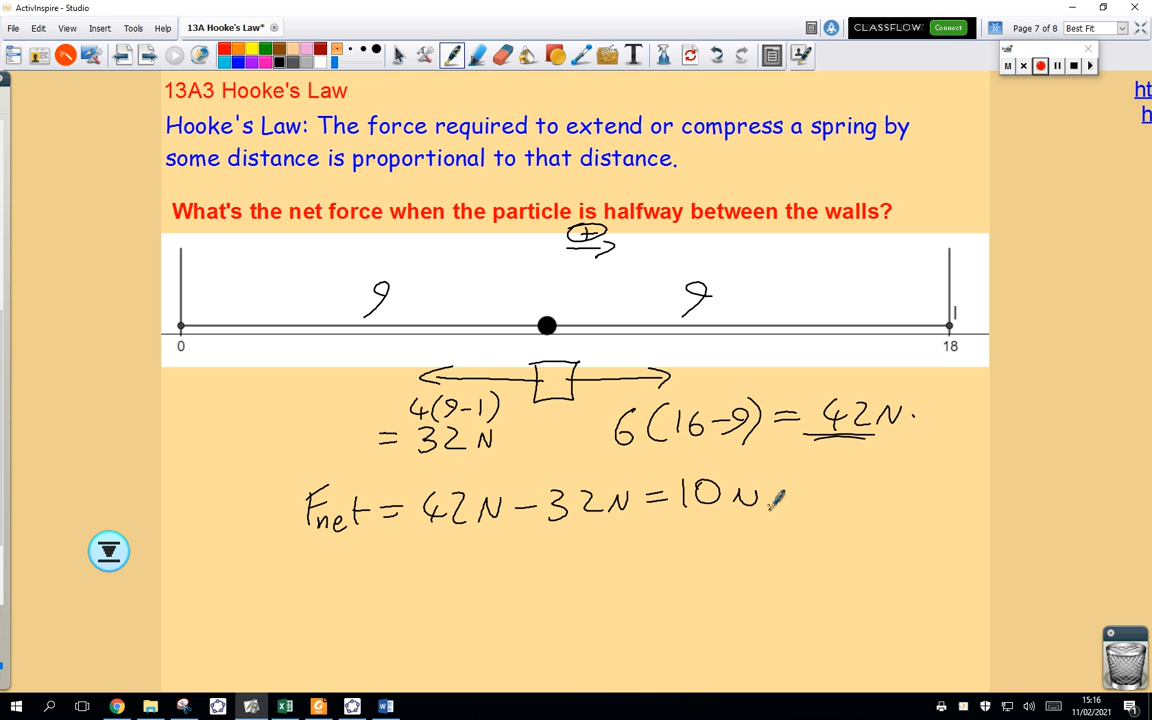 ActivInspire - Studio
File Edit View Insert Tools Help
13A Hooke's Law*
CLASSFLOW Connect
Page 7 of 8
Best Fit
13A3 Hooke's Law
Hooke's Law: The force required to extend or compress a spring by
some distance is proportional to that distance.
What's the net force when the particle is halfway between the walls?
+
9 9
0 18
4(9-1)
= 32 N
6(16-9) = 42N.
Fnet = 42N - 32N = 10 N
ht
h
15:16
11/02/2021